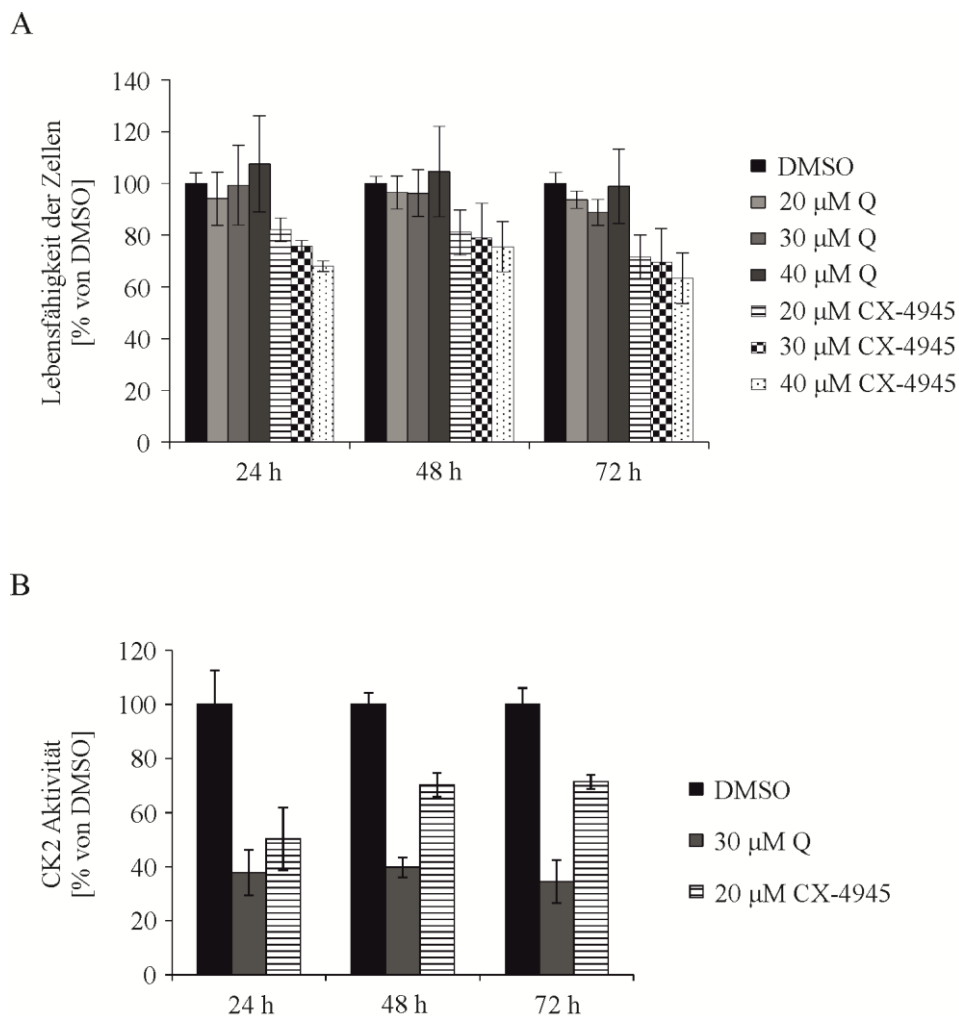 A
Lebensfähigkeit der Zellen
[% von DMSO]
140
120
100
80
60
40
20
0
24 h
48 h
72 h
DMSO
20 μM Q
30 μM Q
40 μM Q
20 μM CX-4945
30 μM CX-4945
40 μM CX-4945
B
CK2 Aktivität
[% von DMSO]
120
100
80
60
40
20
0
24 h
48 h
72 h
DMSO
30 μM Q
20 μM CX-4945